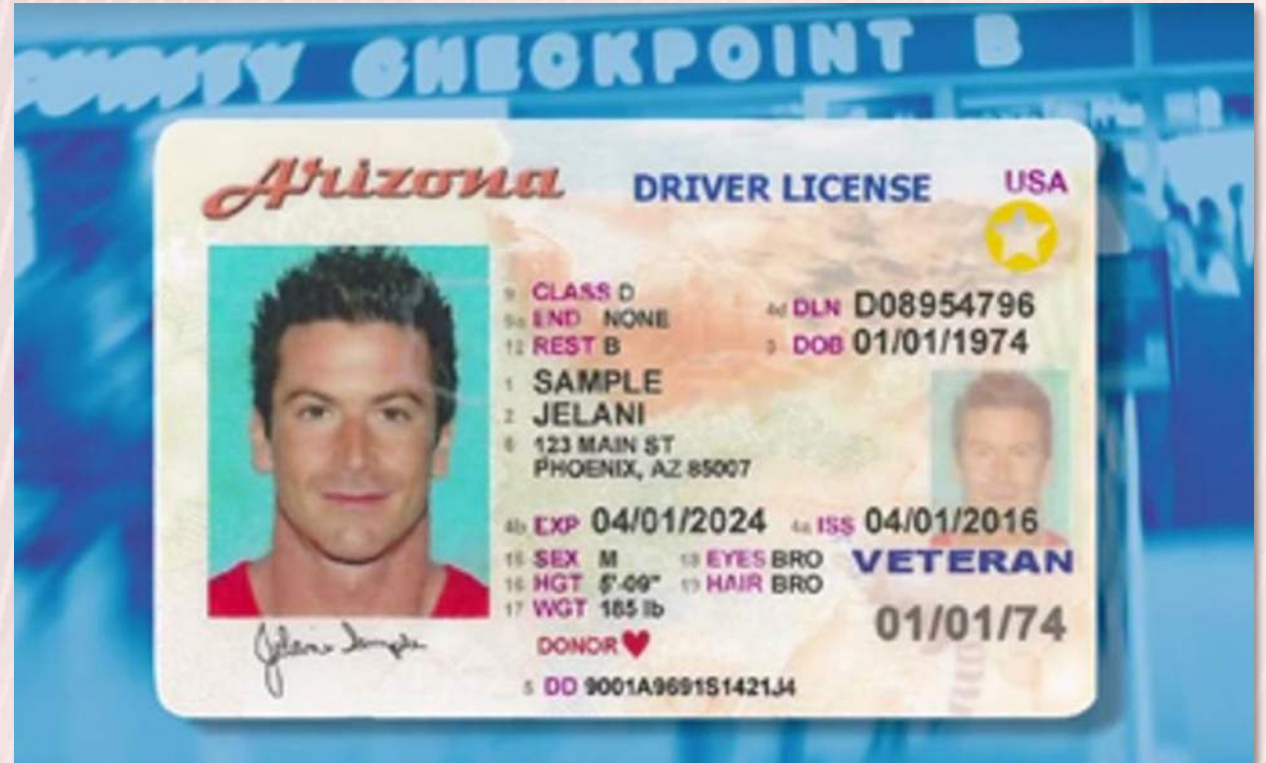 CHECKPOINT B
Arizona DRIVER LICENSE USA
9 CLASS D
9a END NONE 4d DLN D08954796
12 REST B 3 DOB 01/01/1974
1 SAMPLE
2 JELANI
8 123 MAIN ST
PHOENIX, AZ 85007
4b EXP 04/01/2024 4a ISS 04/01/2016
15 SEX M 18 EYES BRO VETERAN
16 HGT 5'-09" 19 HAIR BRO
17 WGT 185 lb 01/01/74
Jelani Sample
DONOR
5 DD 9001A9691S1421J4